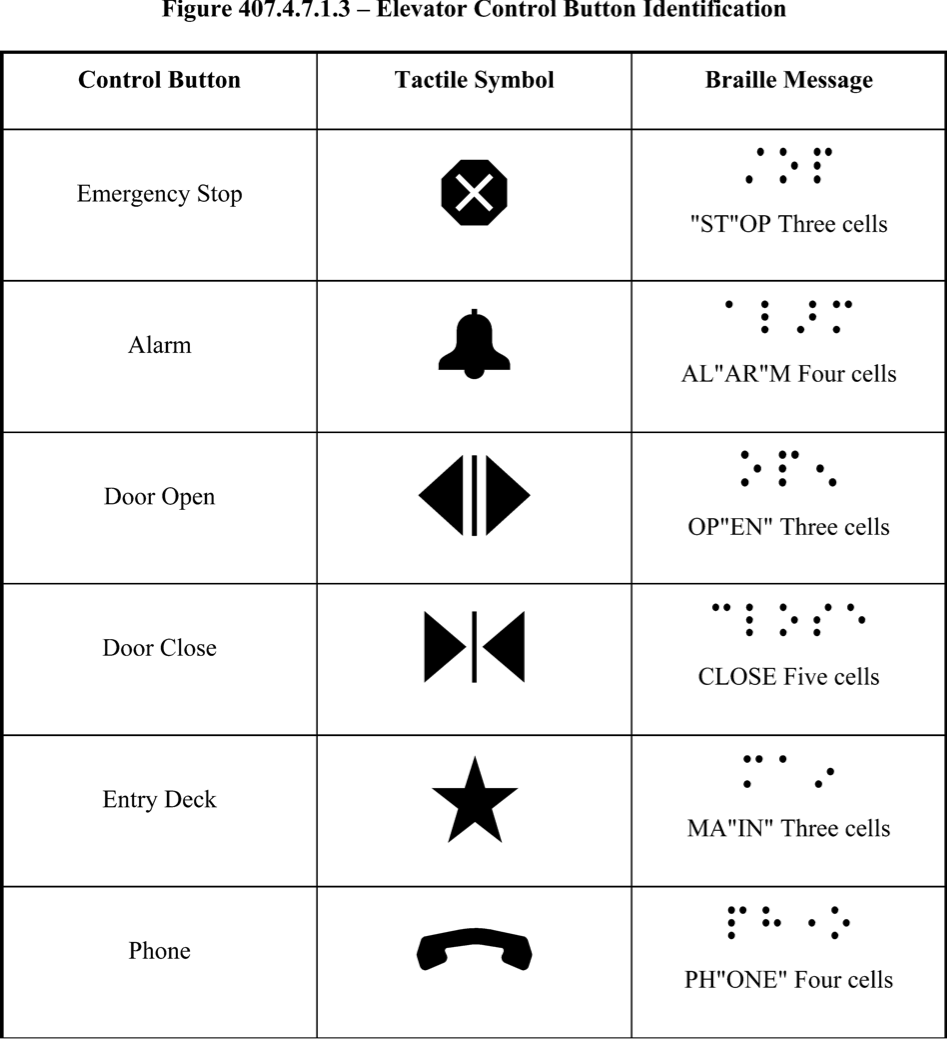 Figure 407.4.7.1.3 – Elevator Control Button Identification
Control Button Tactile Symbol Braille Message
Emergency Stop
⠌⠕⠏
"ST"OP Three cells
Alarm
⠁⠇⠜⠍
AL"AR"M Four cells
Door Open
⠕⠏⠢
OP"EN" Three cells
Door Close
⠉⠇⠕⠎⠑
CLOSE Five cells
Entry Deck
⠍⠁⠔
MA"IN" Three cells
Phone
⠏⠓⠐⠕
PH"ONE" Four cells